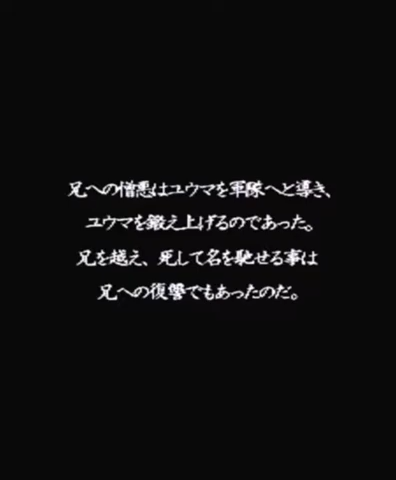 兄への憎悪はユウマを軍隊へと導き、
ユウマを鍛え上げるのであった。
兄を越え、死して名を馳せる事は
兄への復讐でもあったのだ。